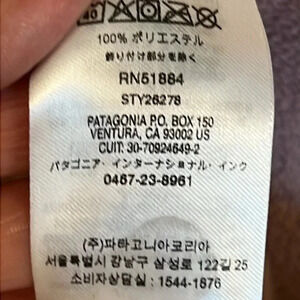 40
100% ポリエステル
飾り付け部分を除く
RN51884
STY26278
PATAGONIA P.O. BOX 150
VENTURA, CA 93002 US
CUIT: 30-70924649-2
パタゴニア・インターナショナル・インク
0467-23-8961
(주)파타고니아코리아
서울특별시 강남구 삼성로 122길 25
소비자상담실 : 1544-1876